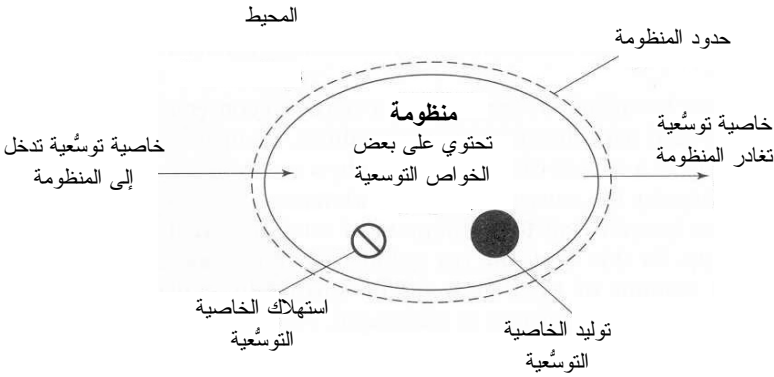 المحيط
حدود المنظومة
خاصية توسُّعية
تغادر المنظومة
منظومة
تحتوي على بعض
الخواص التوسعية
خاصية توسُّعية تدخل
إلى المنظومة
استهلاك الخاصية
التوسُّعية
توليد الخاصية
التوسُّعية